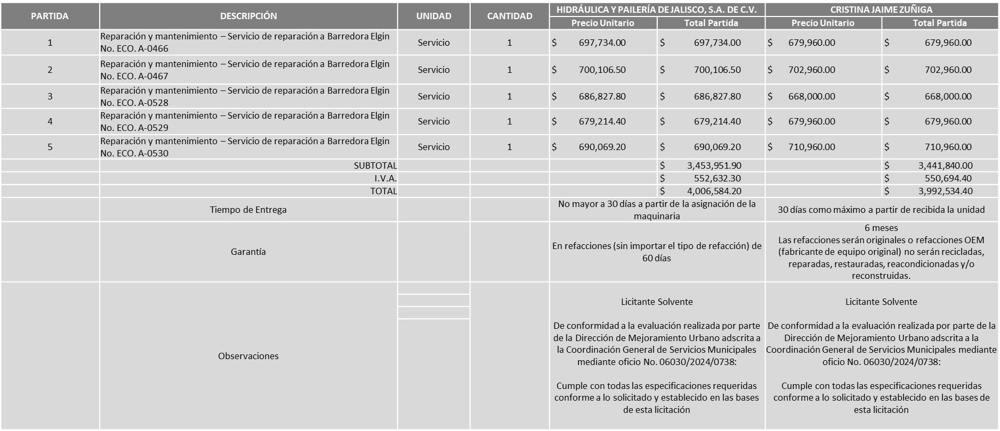 PARTIDA DESCRIPCIÓN UNIDAD CANTIDAD HIDRÁULICA Y PAILERÍA DE JALISCO, S.A. DE C.V. CRISTINA JAIME ZUÑIGA
Precio Unitario Total Partida Precio Unitario Total Partida
1 Reparación y mantenimiento – Servicio de reparación a Barredora Elgin
No. ECO. A-0466 Servicio 1 $ 697,734.00 $ 697,734.00 $ 679,960.00 $ 679,960.00
2 Reparación y mantenimiento – Servicio de reparación a Barredora Elgin
No. ECO. A-0467 Servicio 1 $ 700,106.50 $ 700,106.50 $ 702,960.00 $ 702,960.00
3 Reparación y mantenimiento – Servicio de reparación a Barredora Elgin
No. ECO. A-0528 Servicio 1 $ 686,827.80 $ 686,827.80 $ 668,000.00 $ 668,000.00
4 Reparación y mantenimiento – Servicio de reparación a Barredora Elgin
No. ECO. A-0529 Servicio 1 $ 679,214.40 $ 679,214.40 $ 679,960.00 $ 679,960.00
5 Reparación y mantenimiento – Servicio de reparación a Barredora Elgin
No. ECO. A-0530 Servicio 1 $ 690,069.20 $ 690,069.20 $ 710,960.00 $ 710,960.00
SUBTOTAL $ 3,453,951.90 $ 3,441,840.00
I.V.A. $ 552,632.30 $ 550,694.40
TOTAL $ 4,006,584.20 $ 3,992,534.40
Tiempo de Entrega
No mayor a 30 días a partir de la asignación de la
maquinaria
30 días como máximo a partir de recibida la unidad
Garantía
En refacciones (sin importar el tipo de refacción) de
60 días
6 meses
Las refacciones serán originales o refacciones OEM
(fabricante de equipo original) no serán recicladas,
reparadas, restauradas, reacondicionadas y/o
reconstruidas.
Observaciones
Licitante Solvente
De conformidad a la evaluación realizada por parte
de la Dirección de Mejoramiento Urbano adscrita a
la Coordinación General de Servicios Municipales
mediante oficio No. 06030/2024/0738:
Cumple con todas las especificaciones requeridas
conforme a lo solicitado y establecido en las bases
de esta licitación
Licitante Solvente
De conformidad a la evaluación realizada por parte de la
Dirección de Mejoramiento Urbano adscrita a la
Coordinación General de Servicios Municipales mediante
oficio No. 06030/2024/0738:
Cumple con todas las especificaciones requeridas
conforme a lo solicitado y establecido en las bases de
esta licitación